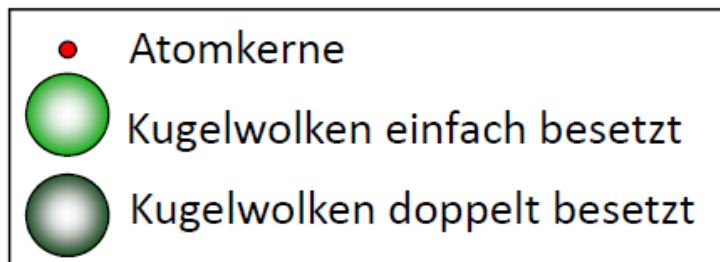 Atomkerne
Kugelwolken einfach besetzt
Kugelwolken doppelt besetzt